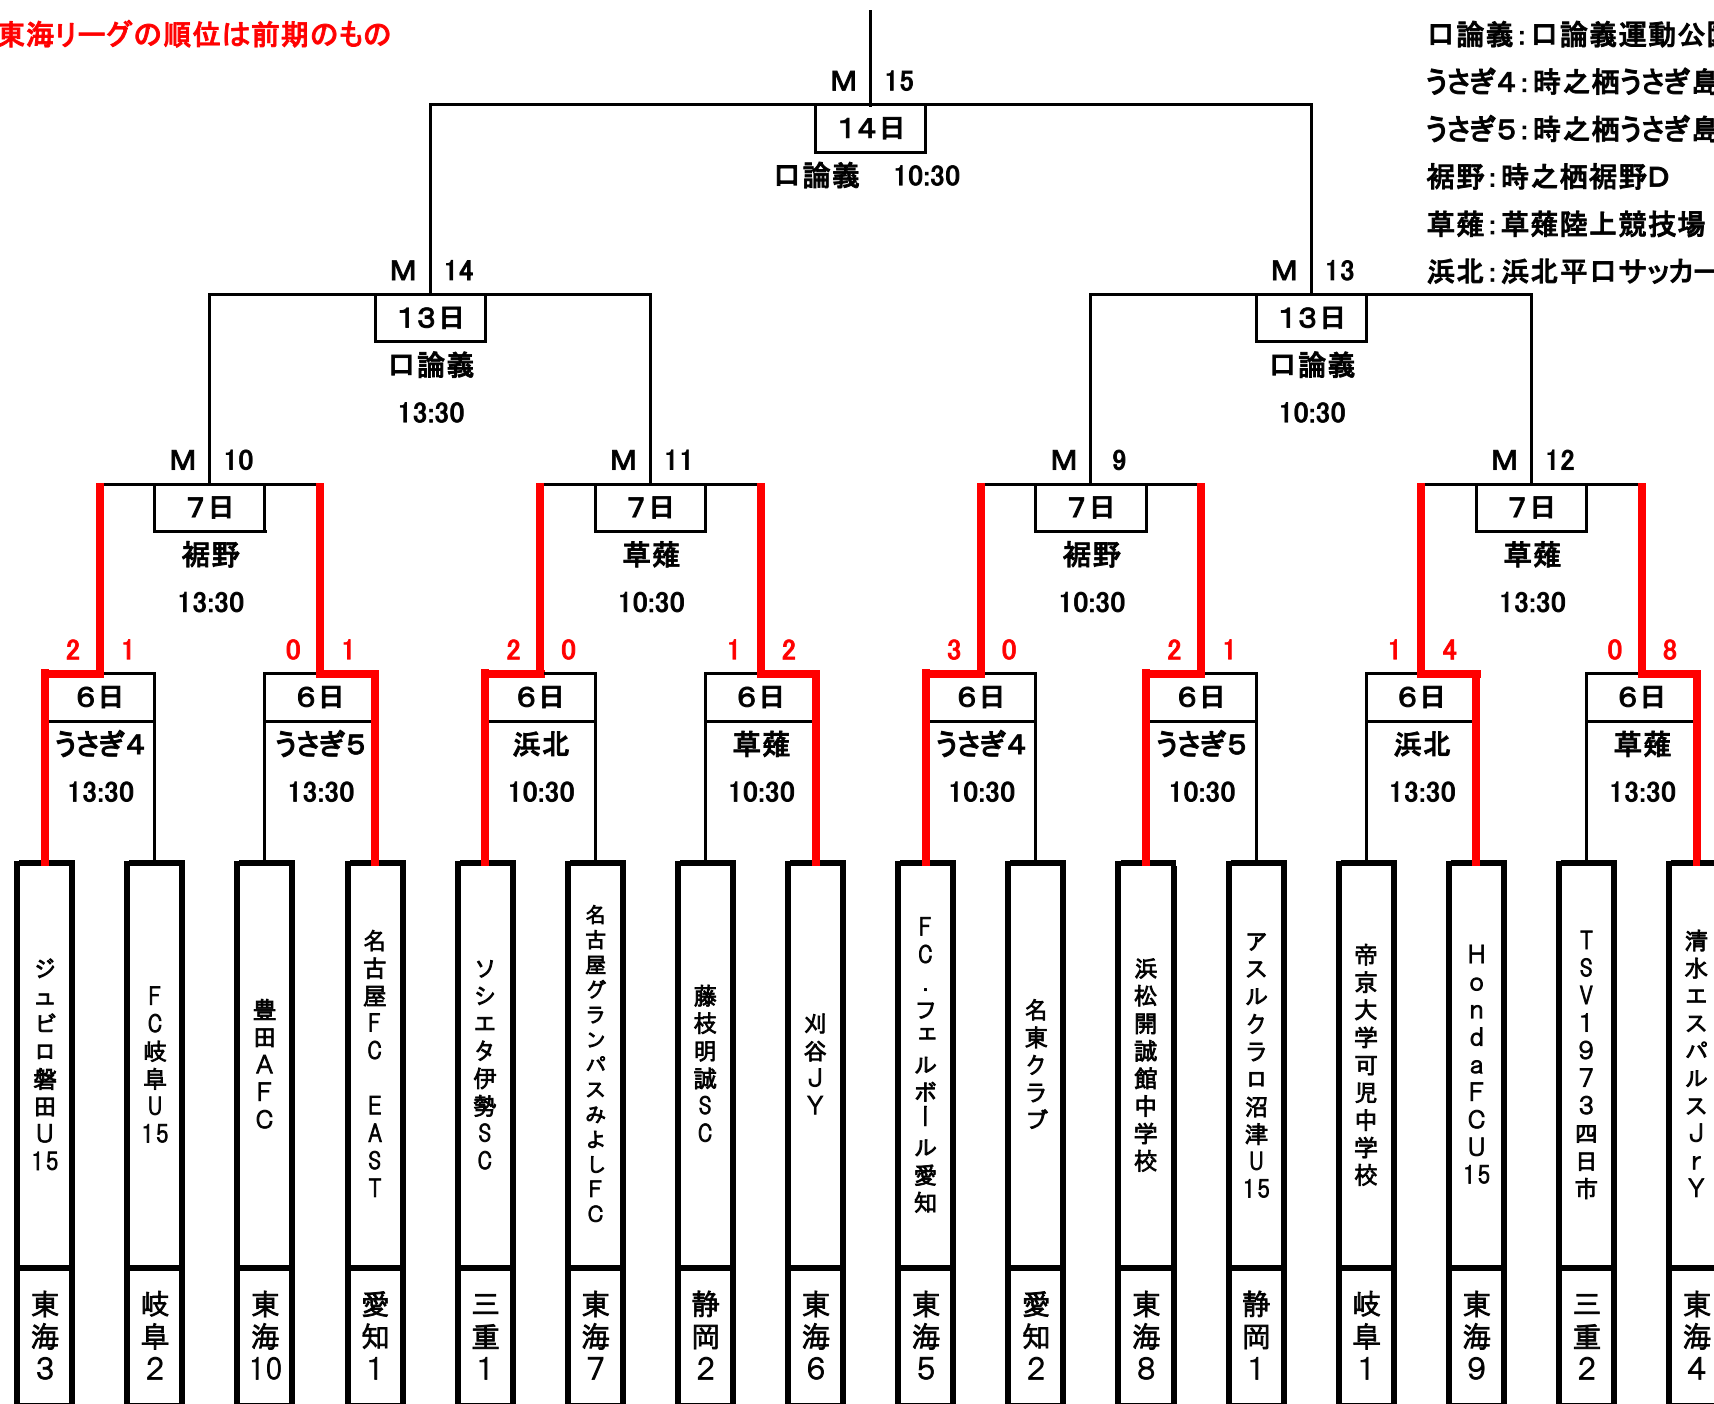 東海リーグの順位は前期のもの
口論義：口論義運動公
うさぎ４：時之栖うさぎ島
うさぎ５：時之栖うさぎ島
裾野：時之栖裾野Ｄ
草薙：草薙陸上競技場
浜北：浜北平口サッカー
M 15
14日
口論義 10:30
M 14
13日
口論義
13:30
M 13
13日
口論義
10:30
M 10
7日
裾野
13:30
M 11
7日
草薙
10:30
M 9
7日
裾野
10:30
M 12
7日
草薙
13:30
2 1
6日
うさぎ4
13:30
0 1
6日
うさぎ5
13:30
2 0
6日
浜北
10:30
1 2
6日
草薙
10:30
3 0
6日
うさぎ4
10:30
2 1
6日
うさぎ5
10:30
1 4
6日
浜北
13:30
0 8
6日
草薙
13:30
ジュビロ磐田U15
FC岐阜U15
豊田AFC
名古屋FC EAST
ソシエタ伊勢SC
名古屋グランパスみよしFC
藤枝明誠SC
刈谷JY
FC.フェルボール愛知
名東クラブ
浜松開誠館中学校
アスルクラロ沼津U15
帝京大学可児中学校
HondaFCU15
TSV1973四日市
清水エスパルスJrY
東海3
岐阜2
東海10
愛知1
三重1
東海7
静岡2
東海6
東海5
愛知2
東海8
静岡1
岐阜1
東海9
三重2
東海4